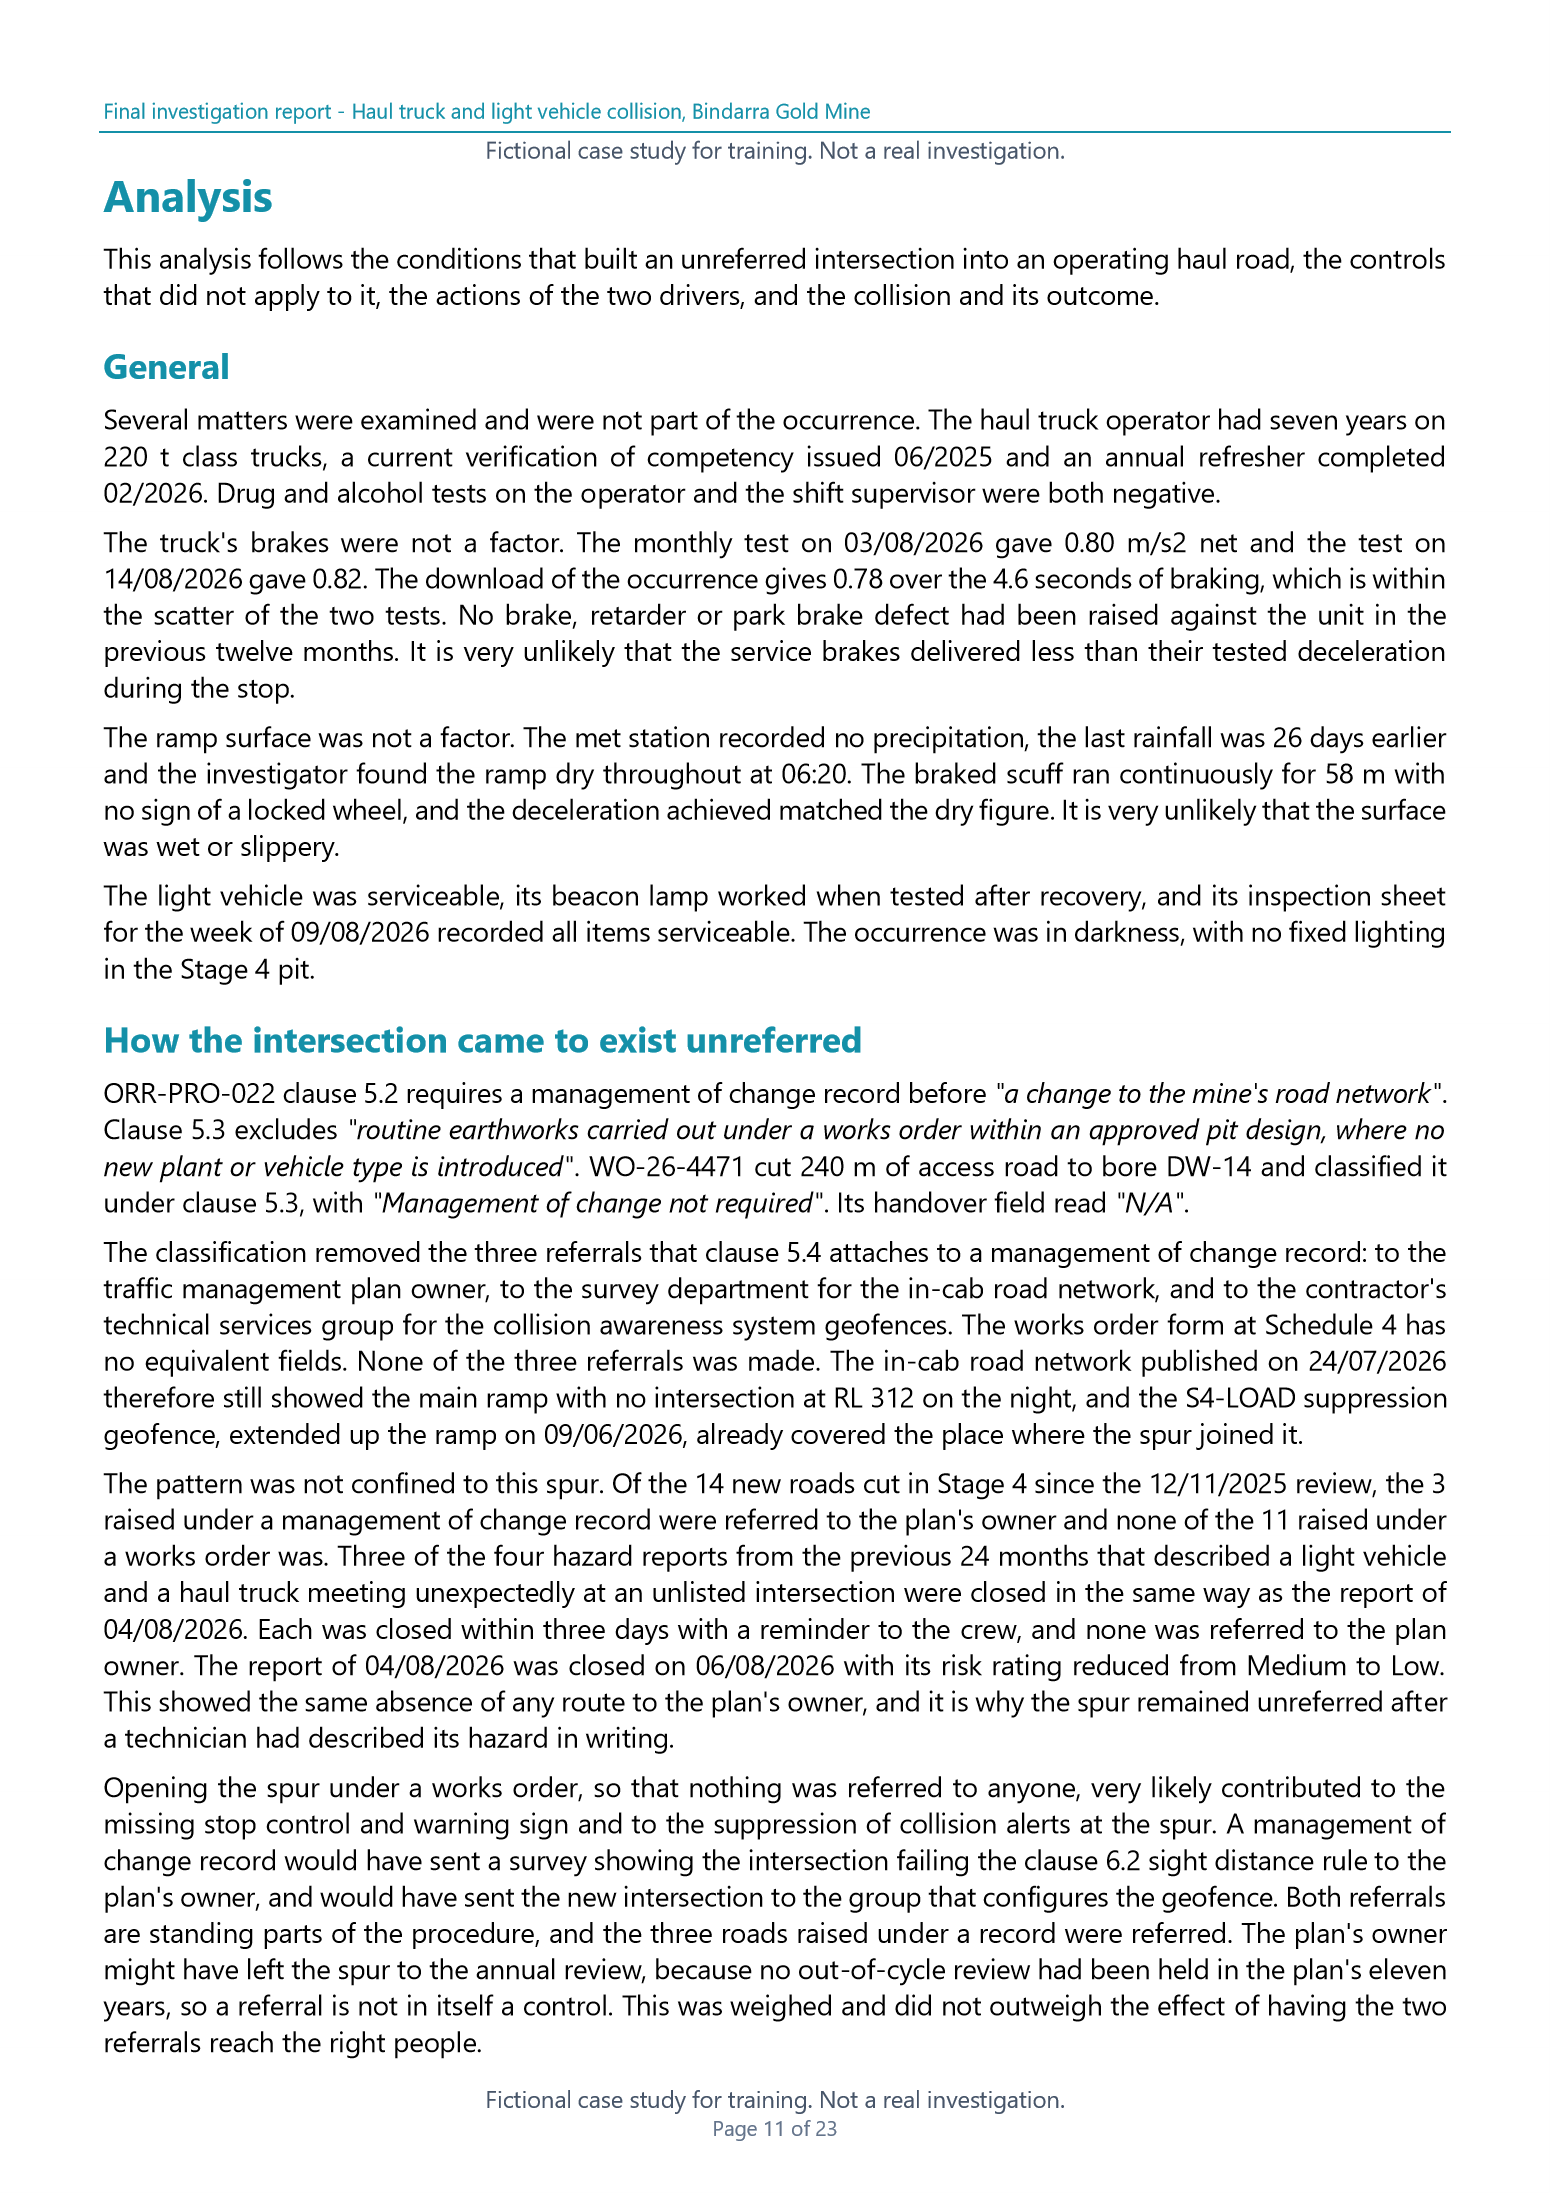 Final investigation report - Haul truck and light vehicle collision, Bindarra Gold Mine
Fictional case study for training. Not a real investigation.
Analysis
This analysis follows the conditions that built an unreferred intersection into an operating haul road, the controls
that did not apply to it, the actions of the two drivers, and the collision and its outcome.
General
Several matters were examined and were not part of the occurrence. The haul truck operator had seven years on
220 t class trucks, a current verification of competency issued 06/2025 and an annual refresher completed
02/2026. Drug and alcohol tests on the operator and the shift supervisor were both negative.
The truck's brakes were not a factor. The monthly test on 03/08/2026 gave 0.80 m/s2 net and the test on
14/08/2026 gave 0.82. The download of the occurrence gives 0.78 over the 4.6 seconds of braking, which is within
the scatter of the two tests. No brake, retarder or park brake defect had been raised against the unit in the
previous twelve months. It is very unlikely that the service brakes delivered less than their tested deceleration
during the stop.
The ramp surface was not a factor. The met station recorded no precipitation, the last rainfall was 26 days earlier
and the investigator found the ramp dry throughout at 06:20. The braked scuff ran continuously for 58 m with
no sign of a locked wheel, and the deceleration achieved matched the dry figure. It is very unlikely that the surface
was wet or slippery.
The light vehicle was serviceable, its beacon lamp worked when tested after recovery, and its inspection sheet
for the week of 09/08/2026 recorded all items serviceable. The occurrence was in darkness, with no fixed lighting
in the Stage 4 pit.
How the intersection came to exist unreferred
ORR-PRO-022 clause 5.2 requires a management of change record before "a change to the mine's road network".
Clause 5.3 excludes "routine earthworks carried out under a works order within an approved pit design, where no
new plant or vehicle type is introduced". WO-26-4471 cut 240 m of access road to bore DW-14 and classified it
under clause 5.3, with "Management of change not required". Its handover field read "N/A".
The classification removed the three referrals that clause 5.4 attaches to a management of change record: to the
traffic management plan owner, to the survey department for the in-cab road network, and to the contractor's
technical services group for the collision awareness system geofences. The works order form at Schedule 4 has
no equivalent fields. None of the three referrals was made. The in-cab road network published on 24/07/2026
therefore still showed the main ramp with no intersection at RL 312 on the night, and the S4-LOAD suppression
geofence, extended up the ramp on 09/06/2026, already covered the place where the spur joined it.
The pattern was not confined to this spur. Of the 14 new roads cut in Stage 4 since the 12/11/2025 review, the 3
raised under a management of change record were referred to the plan's owner and none of the 11 raised under
a works order was. Three of the four hazard reports from the previous 24 months that described a light vehicle
and a haul truck meeting unexpectedly at an unlisted intersection were closed in the same way as the report of
04/08/2026. Each was closed within three days with a reminder to the crew, and none was referred to the plan
owner. The report of 04/08/2026 was closed on 06/08/2026 with its risk rating reduced from Medium to Low.
This showed the same absence of any route to the plan's owner, and it is why the spur remained unreferred after
a technician had described its hazard in writing.
Opening the spur under a works order, so that nothing was referred to anyone, very likely contributed to the
missing stop control and warning sign and to the suppression of collision alerts at the spur. A management of
change record would have sent a survey showing the intersection failing the clause 6.2 sight distance rule to the
plan's owner, and would have sent the new intersection to the group that configures the geofence. Both referrals
are standing parts of the procedure, and the three roads raised under a record were referred. The plan's owner
might have left the spur to the annual review, because no out-of-cycle review had been held in the plan's eleven
years, so a referral is not in itself a control. This was weighed and did not outweigh the effect of having the two
referrals reach the right people.
Fictional case study for training. Not a real investigation.
Page 11 of 23